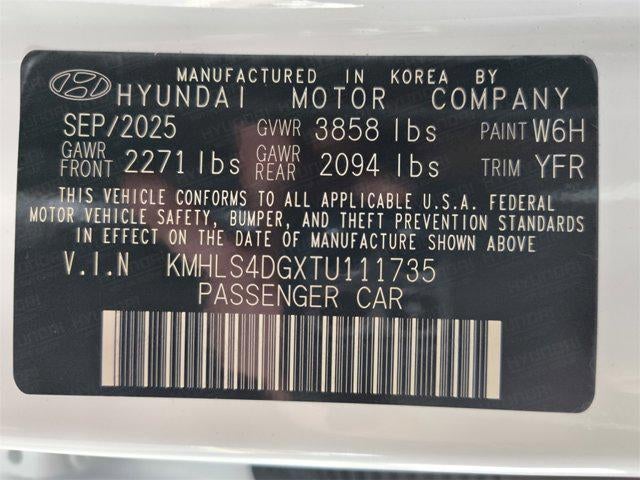 MANUFACTURED IN KOREA BY
HYUNDAI MOTOR COMPANY
SEP/2025 GVWR 3858 lbs PAINT W6H
GAWR FRONT 2271 lbs GAWR REAR 2094 lbs TRIM YFR
THIS VEHICLE CONFORMS TO ALL APPLICABLE U.S.A. FEDERAL
MOTOR VEHICLE SAFETY, BUMPER, AND THEFT PREVENTION STANDARDS
IN EFFECT ON THE DATE OF MANUFACTURE SHOWN ABOVE
V.I.N KMHLS4DGXTU111735
PASSENGER CAR